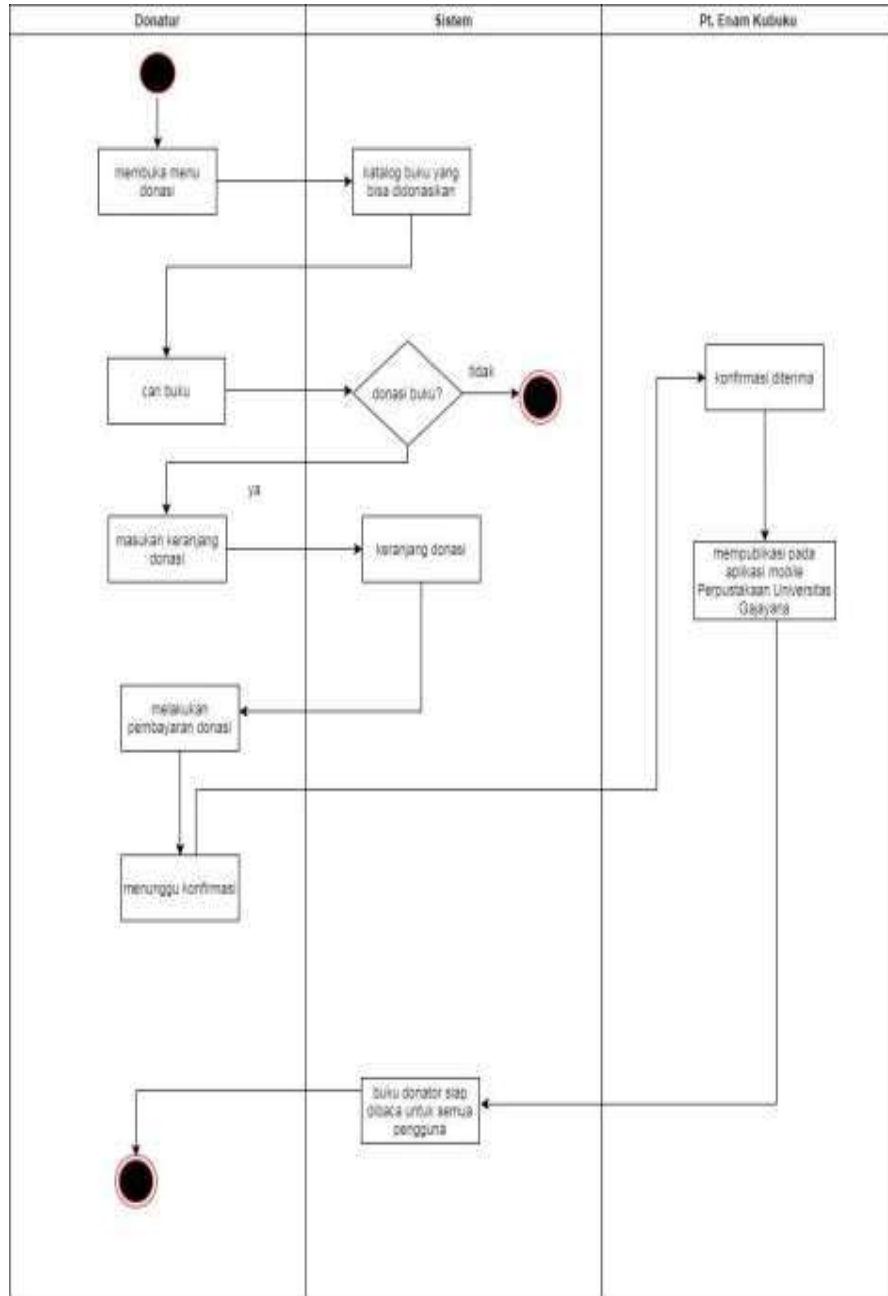 Donatur
Sistem
Pt. Enam Kubuku
membuka menu
donasi
katalog buku yang
bisa didonasikan
cari buku
donasi buku?
tidak
konfirmasi diterima
ya
masukan keranjang
donasi
keranjang donasi
mempublikasi pada
aplikasi mobile
Perpustakaan Universitas
Gajayana
melakukan
pembayaran donasi
menunggu konfirmasi
buku donator siap
dibaca untuk semua
pengguna